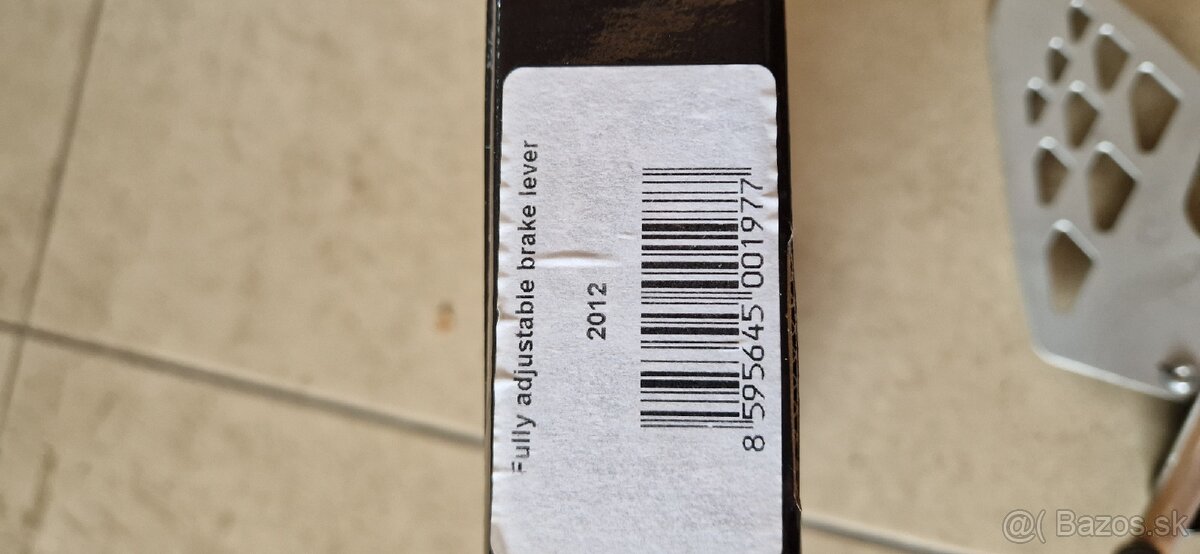 Fully adjustable brake lever
2012
8 595645 001977
@( Bazos.sk